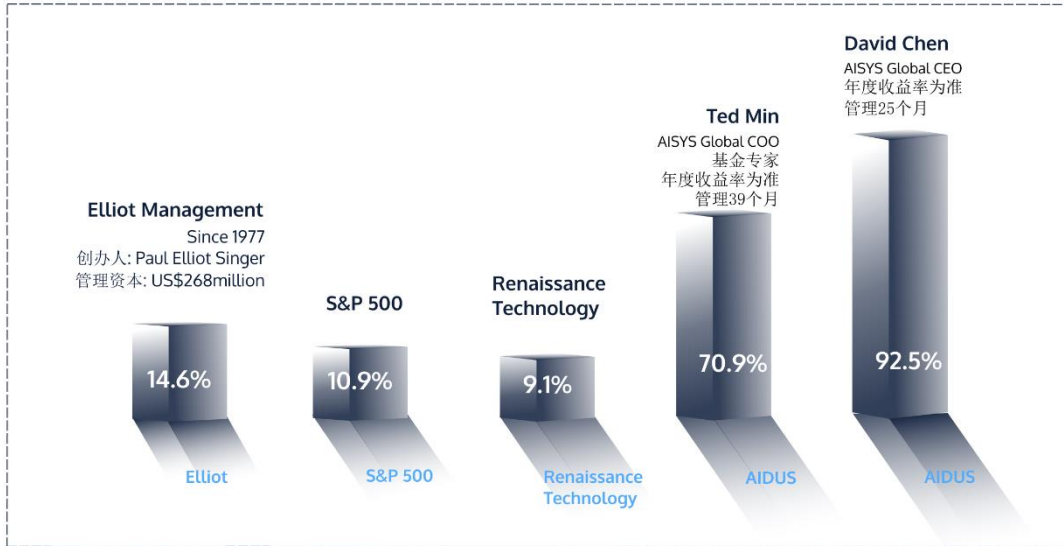 Elliot Management
Since 1977
创办人: Paul Elliot Singer
管理资本: US$268million
14.6%
Elliot
S&P 500
10.9%
S&P 500
Renaissance
Technology
9.1%
Renaissance
Technology
Ted Min
AISYS Global COO
基金专家
年度收益率为准
管理39个月
70.9%
AIDUS
David Chen
AISYS Global CEO
年度收益率为准
管理25个月
92.5%
AIDUS